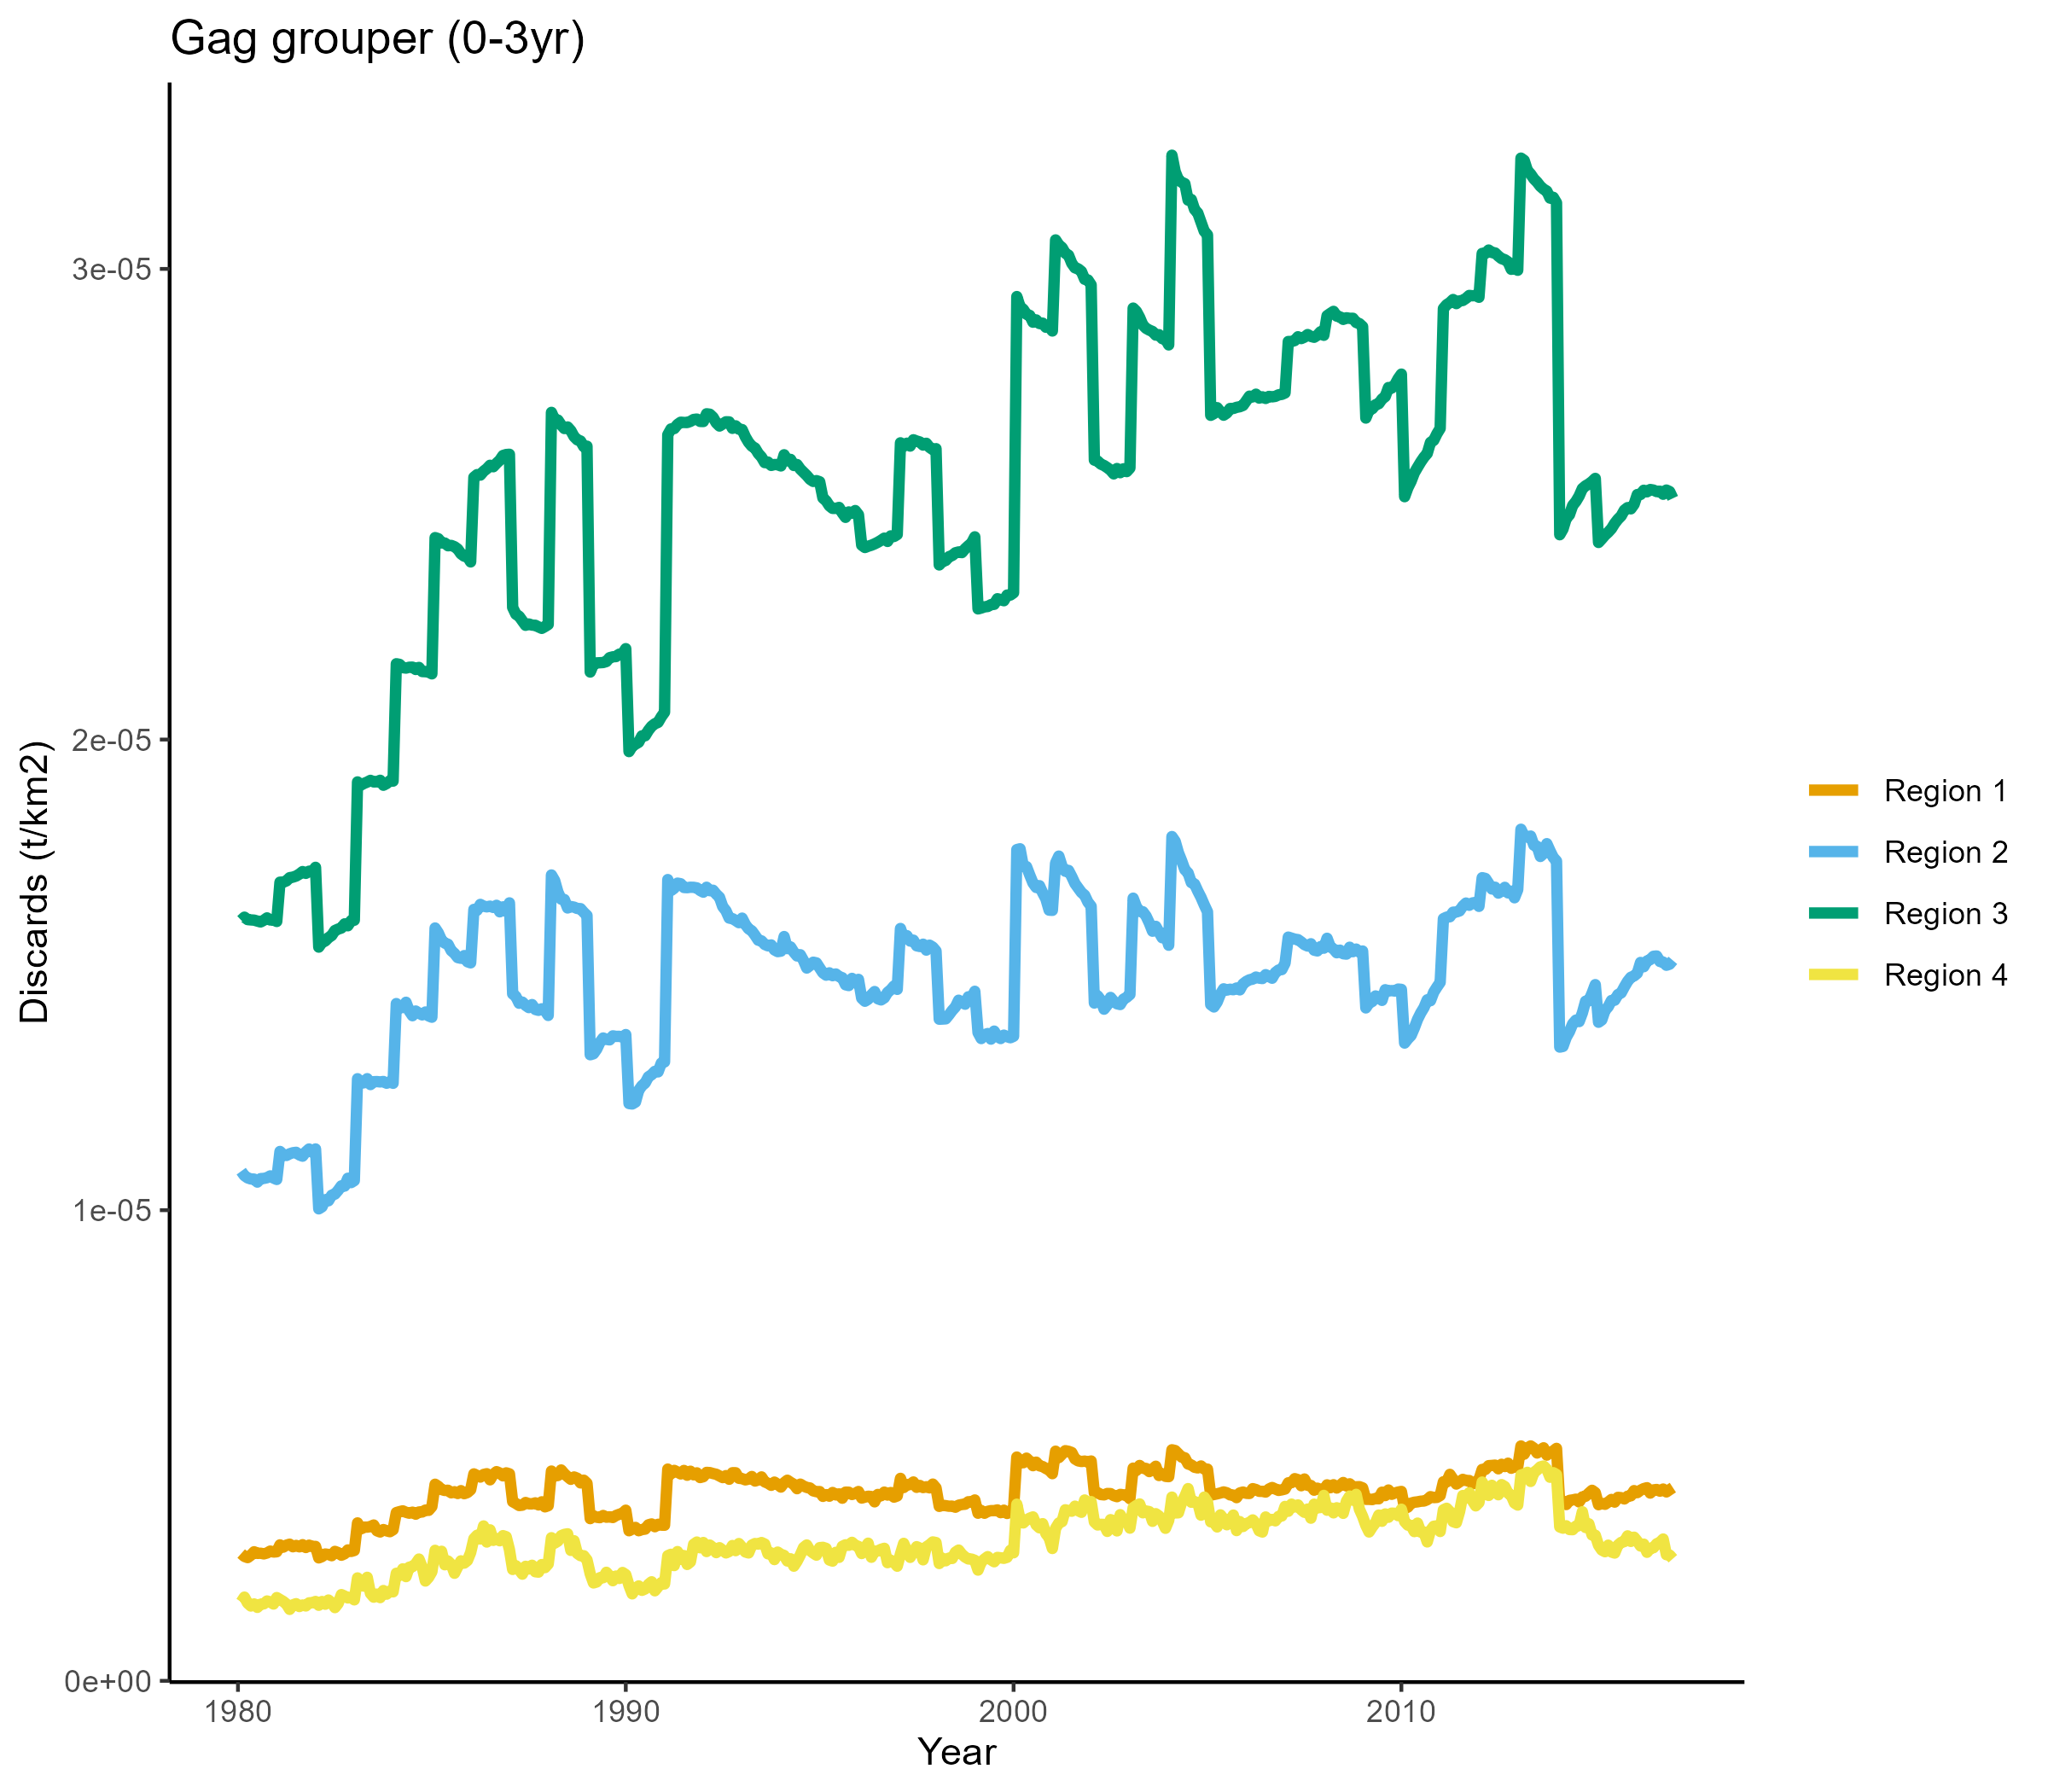 Gag grouper (0-3yr)
3e-05
2e-05
1e-05
0e+00
Discards (t/km2)
1980
1990
2000
2010
Year
Region 1
Region 2
Region 3
Region 4